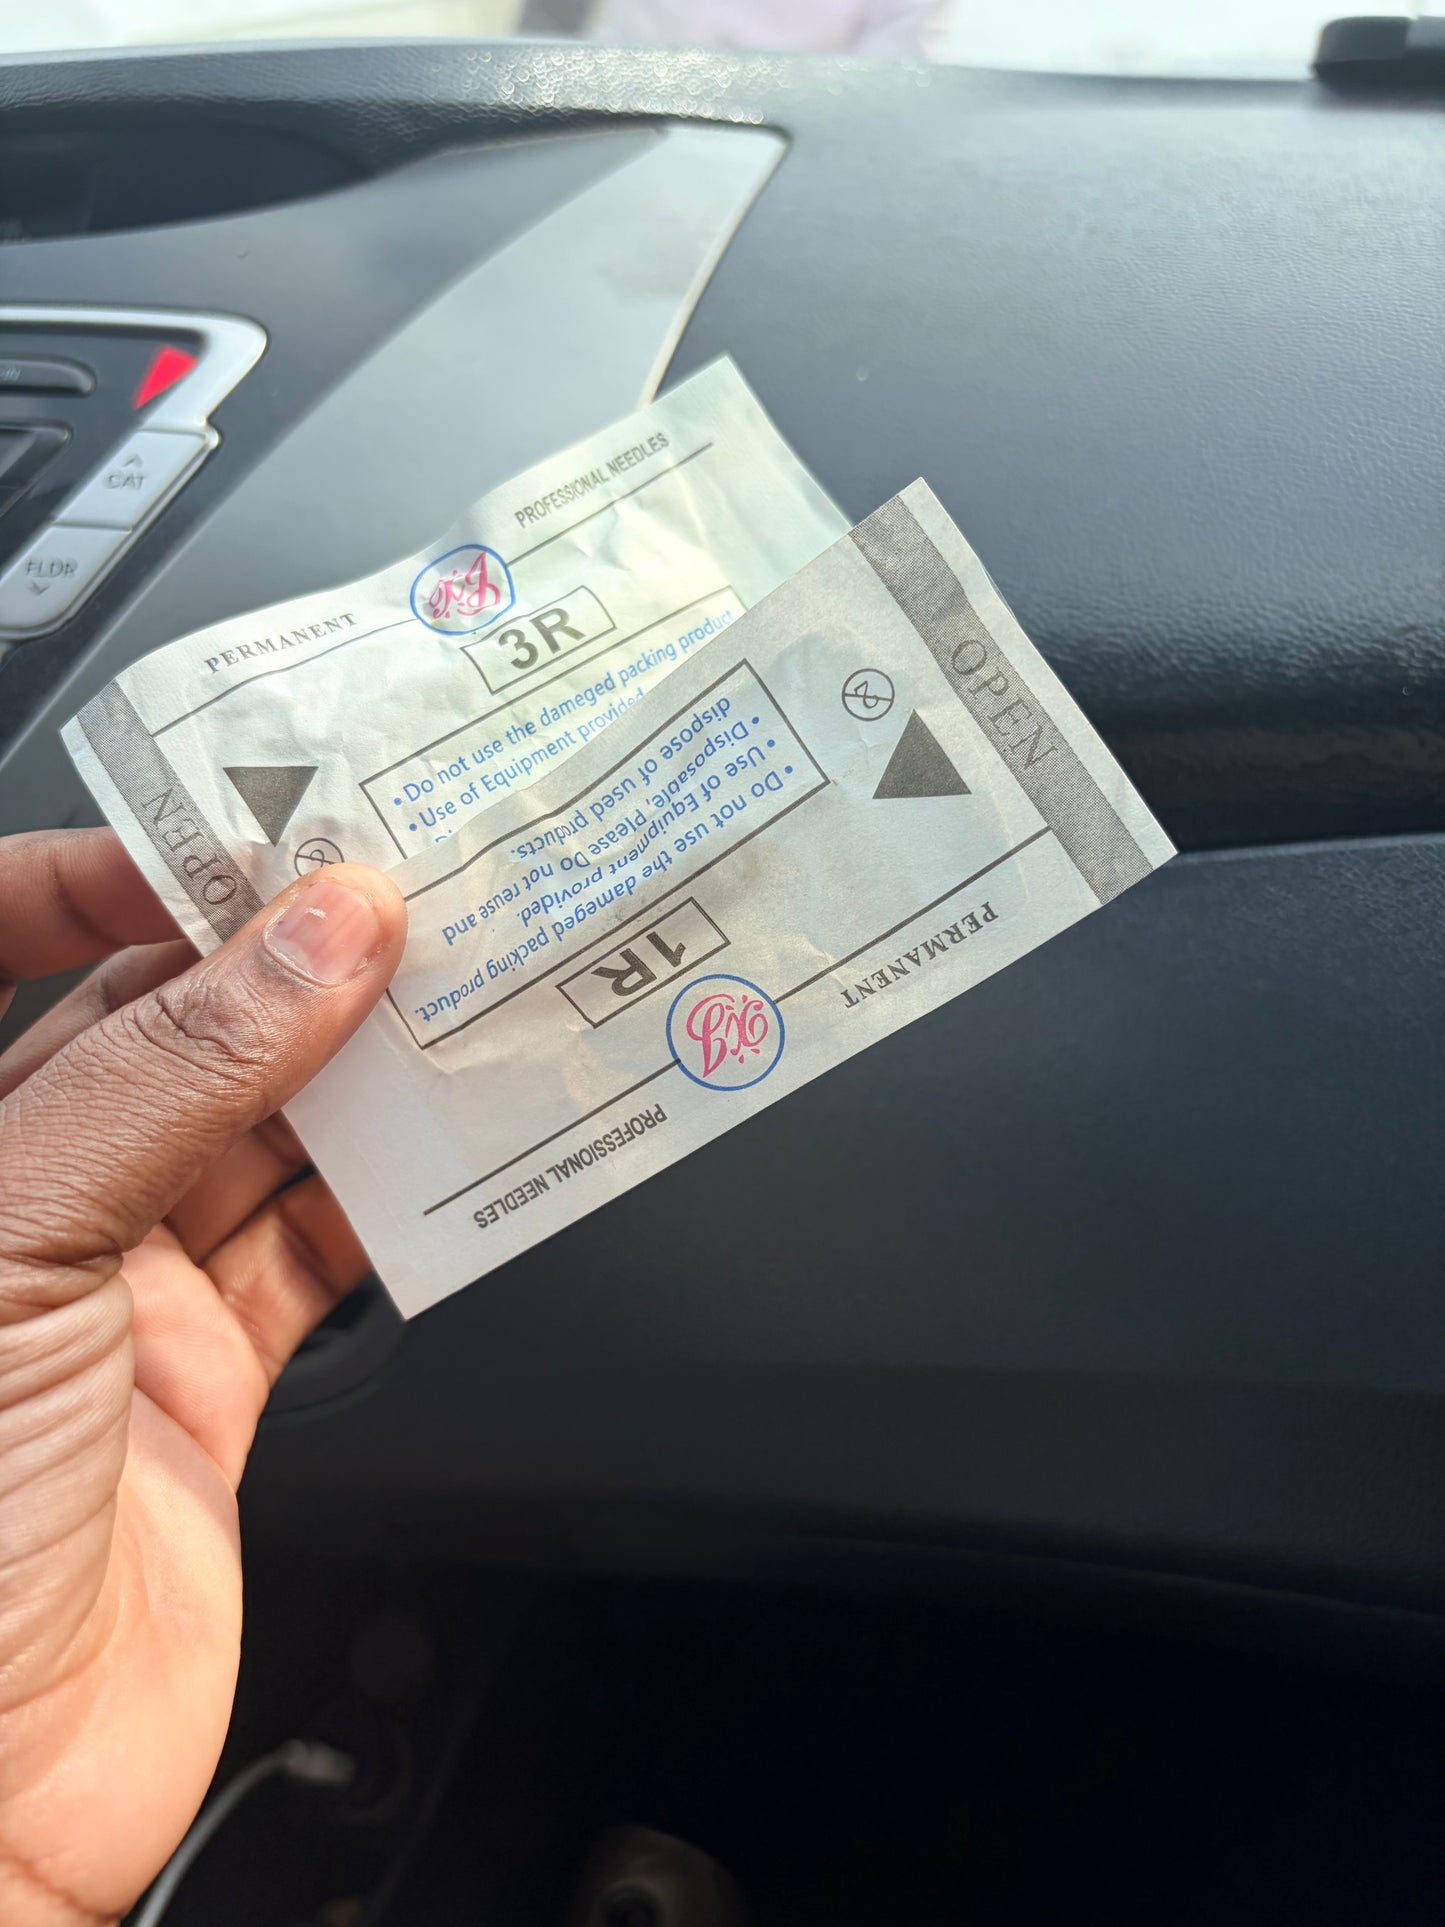 CAT
FLDR
PROFESSIONAL NEEDLES
PERMANENT
3R
• Do not use the dameged packing product
• Use of Equipment provided
OPEN
OPEN
PERMANENT
PROFESSIONAL NEEDLES
1R
• Do not use the dameged packing product.
• Use of Equipment provided.
• Disposable, Please Do not reuse and
dispose of used products.